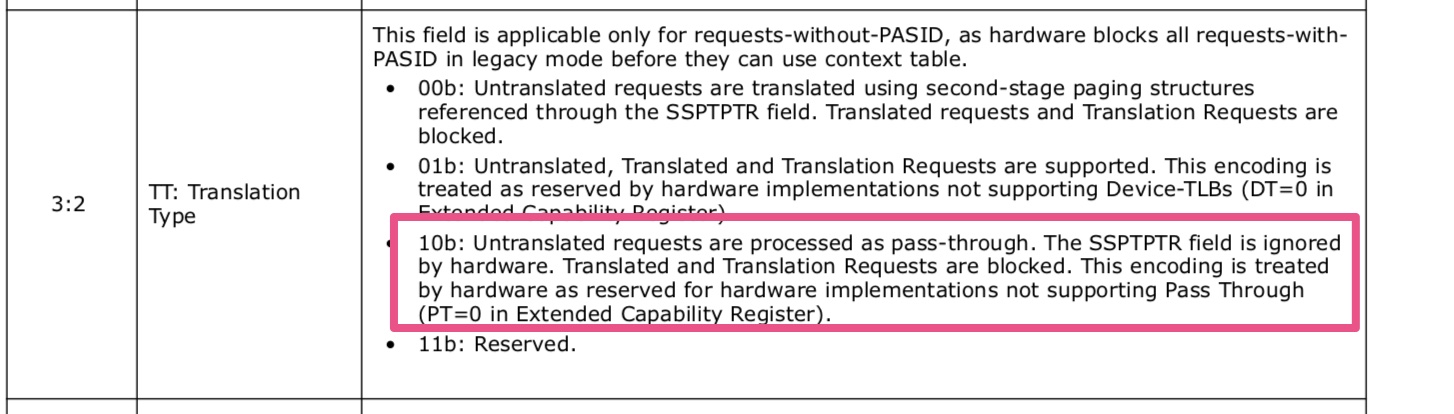 This field is applicable only for requests-without-PASID, as hardware blocks all requests-with-
PASID in legacy mode before they can use context table.
• 00b: Untranslated requests are translated using second-stage paging structures
referenced through the SSPTPTR field. Translated requests and Translation Requests are
blocked.
• 01b: Untranslated, Translated and Translation Requests are supported. This encoding is
3:2
TT: Translation
Type
treated as reserved by hardware implementations not supporting Device-TLBs (DT=0 in
Extended Capability Register)
• 10b: Untranslated requests are processed as pass-through. The SSPTPTR field is ignored
by hardware. Translated and Translation Requests are blocked. This encoding is treated
by hardware as reserved for hardware implementations not supporting Pass Through
(PT=0 in Extended Capability Register).
• 11b: Reserved.